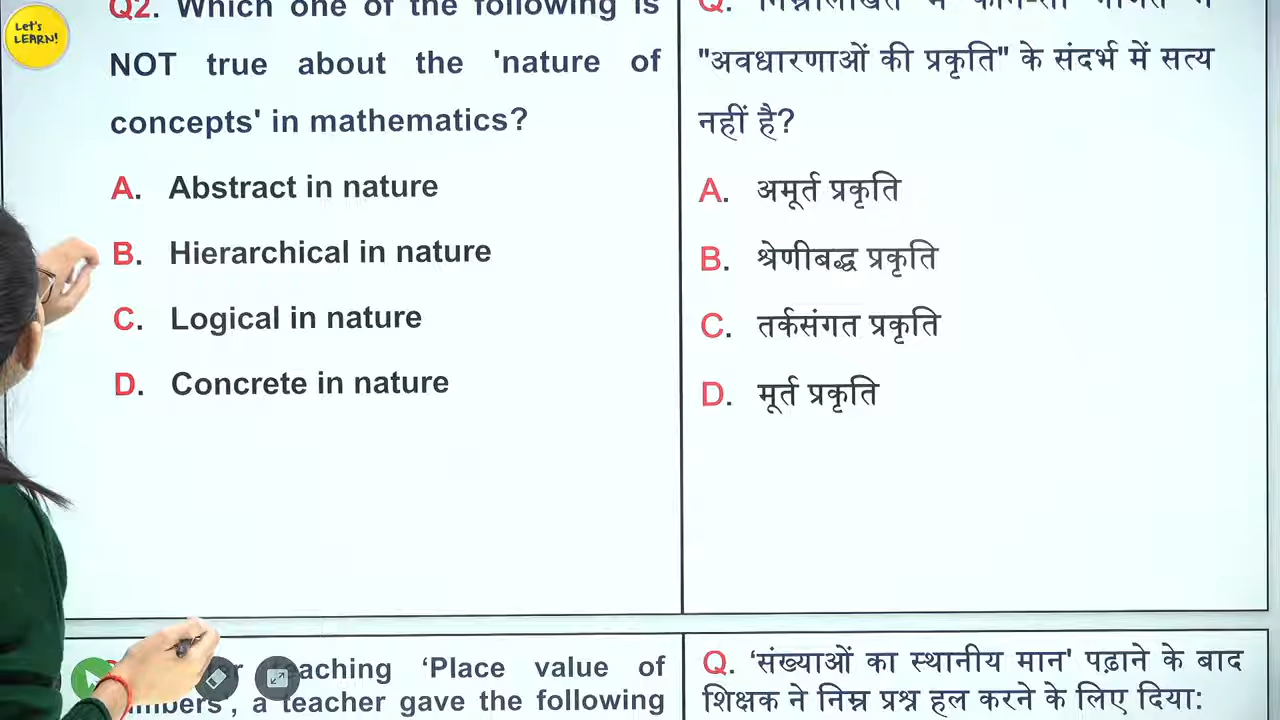 Let's
LEARN!
Q2. Which one of the following is
NOT true about the 'nature of
concepts' in mathematics?
A. Abstract in nature
B. Hierarchical in nature
C. Logical in nature
D. Concrete in nature
Q. निम्नलिखित में कौन-सा गणित में
"अवधारणाओं की प्रकृति" के संदर्भ में सत्य
नहीं है?
A. अमूर्त प्रकृति
B. श्रेणीबद्ध प्रकृति
C. तर्कसंगत प्रकृति
D. मूर्त प्रकृति
teaching ‘Place value of
a teacher gave the following
Q. ‘संख्याओं का स्थानीय मान' पढ़ाने के बाद
शिक्षक ने निम्न प्रश्न हल करने के लिए दिया: